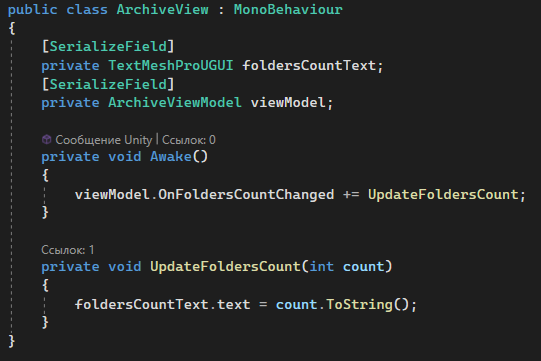 public class ArchiveView : MonoBehaviour
{
[SerializeField]
private TextMeshProUGUI foldersCountText;
[SerializeField]
private ArchiveViewModel viewModel;
Сообщение Unity | Ссылок: 0
private void Awake()
{
viewModel.OnFoldersCountChanged += UpdateFoldersCount;
}
Ссылок: 1
private void UpdateFoldersCount(int count)
{
foldersCountText.text = count.ToString();
}
}